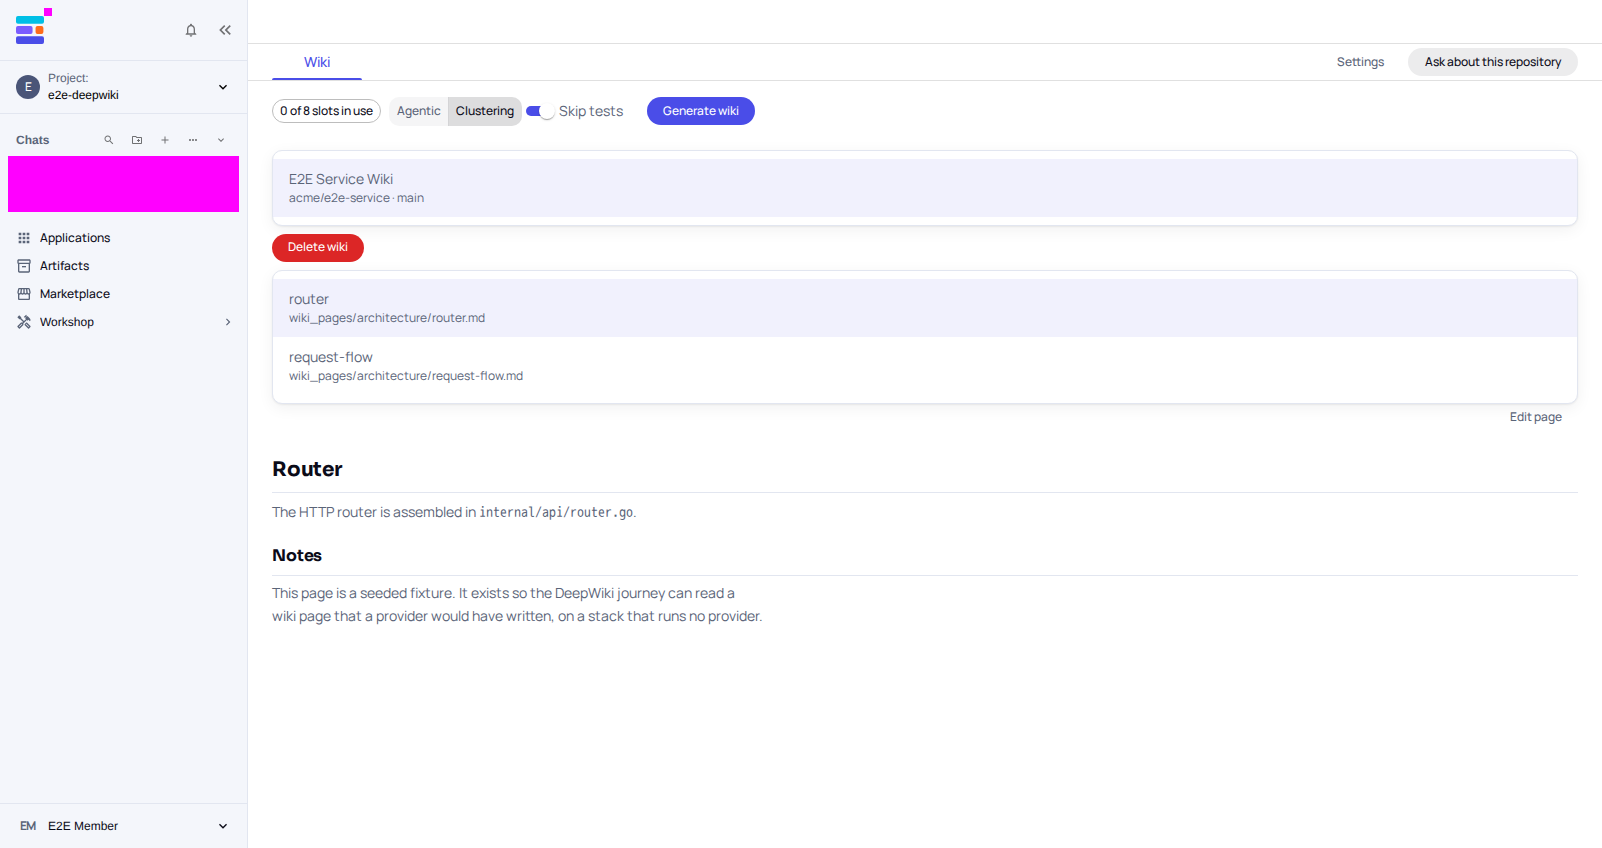 Project:
E
e2e-deepwiki
Chats
Applications
Artifacts
Marketplace
Workshop
EM
E2E Member
Wiki
Settings
Ask about this repository
0 of 8 slots in use
Agentic
Clustering
Skip tests
Generate wiki
E2E Service Wiki
acme/e2e-service · main
Delete wiki
router
wiki_pages/architecture/router.md
request-flow
wiki_pages/architecture/request-flow.md
Edit page
Router
The HTTP router is assembled in internal/api/router.go.
Notes
This page is a seeded fixture. It exists so the DeepWiki journey can read a
wiki page that a provider would have written, on a stack that runs no provider.